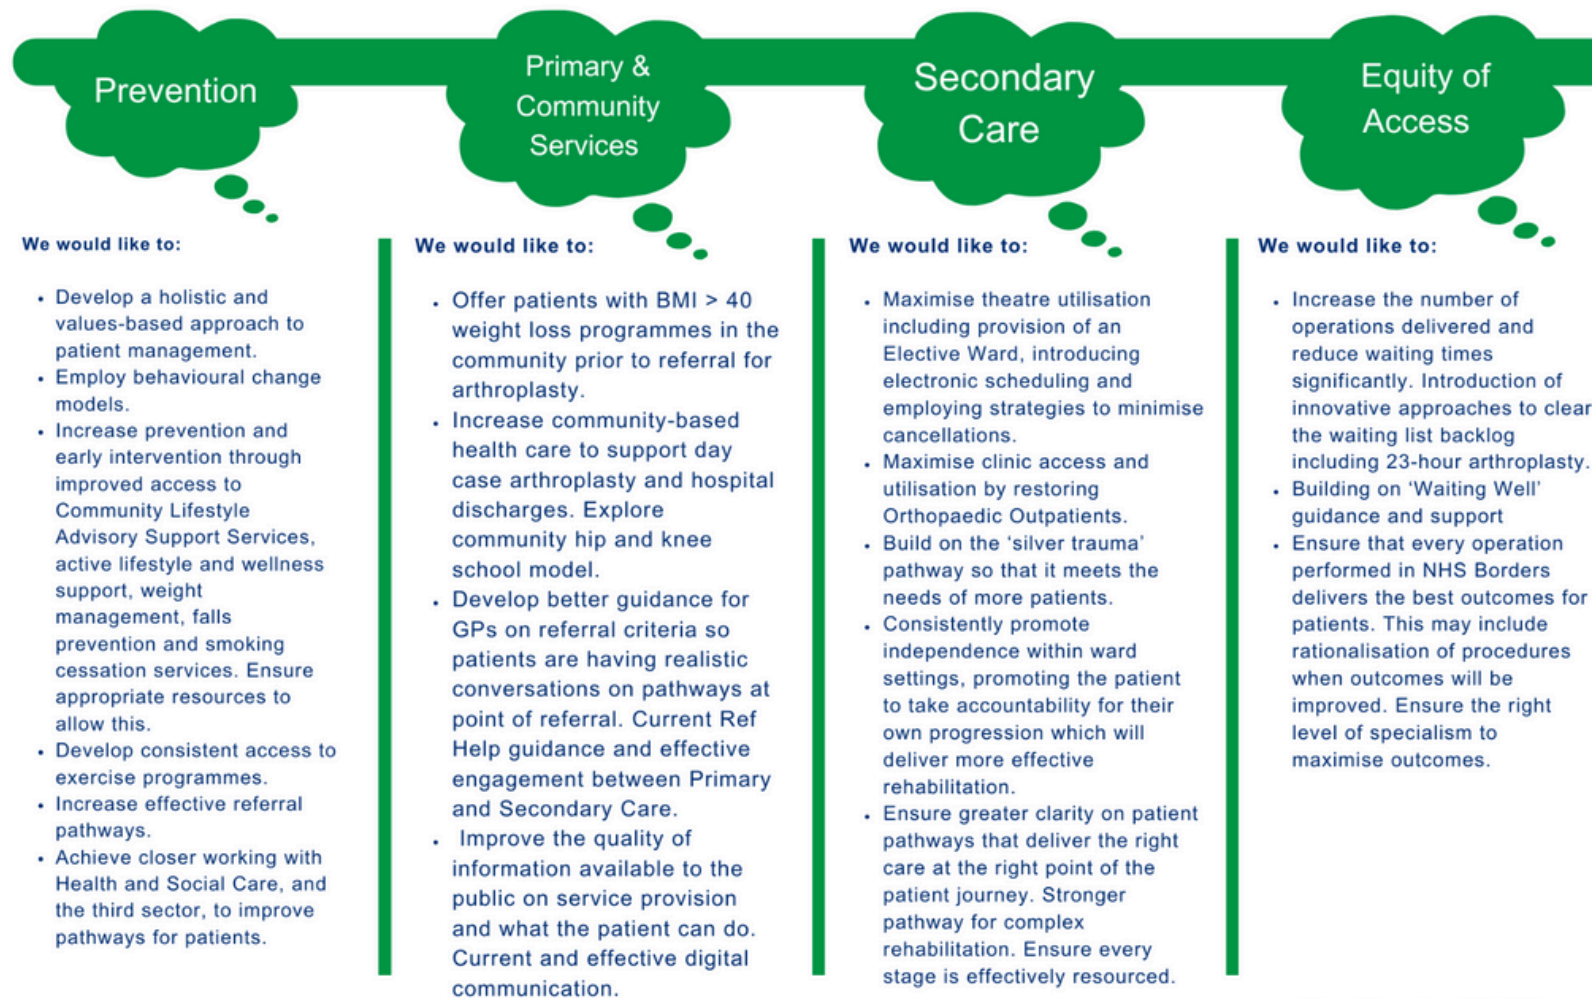 Prevention
We would like to:
• Develop a holistic and
values-based approach to
patient management.
• Employ behavioural change
models.
• Increase prevention and
early intervention through
improved access to
Community Lifestyle
Advisory Support Services,
active lifestyle and wellness
support, weight
management, falls
prevention and smoking
cessation services. Ensure
appropriate resources to
allow this.
• Develop consistent access to
exercise programmes.
• Increase effective referral
pathways.
• Achieve closer working with
Health and Social Care, and
the third sector, to improve
pathways for patients.
Primary &
Community
Services
We would like to:
• Offer patients with BMI > 40
weight loss programmes in the
community prior to referral for
arthroplasty.
• Increase community-based
health care to support day
case arthroplasty and hospital
discharges. Explore
community hip and knee
school model.
• Develop better guidance for
GPs on referral criteria so
patients are having realistic
conversations on pathways at
point of referral. Current Ref
Help guidance and effective
engagement between Primary
and Secondary Care.
• Improve the quality of
information available to the
public on service provision
and what the patient can do.
Current and effective digital
communication.
Secondary
Care
We would like to:
• Maximise theatre utilisation
including provision of an
Elective Ward, introducing
electronic scheduling and
employing strategies to minimise
cancellations.
• Maximise clinic access and
utilisation by restoring
Orthopaedic Outpatients.
• Build on the ‘silver trauma’
pathway so that it meets the
needs of more patients.
• Consistently promote
independence within ward
settings, promoting the patient
to take accountability for their
own progression which will
deliver more effective
rehabilitation.
• Ensure greater clarity on patient
pathways that deliver the right
care at the right point of the
patient journey. Stronger
pathway for complex
rehabilitation. Ensure every
stage is effectively resourced.
Equity of
Access
We would like to:
• Increase the number of
operations delivered and
reduce waiting times
significantly. Introduction of
innovative approaches to clear
the waiting list backlog
including 23-hour arthroplasty.
• Building on ‘Waiting Well’
guidance and support
• Ensure that every operation
performed in NHS Borders
delivers the best outcomes for
patients. This may include
rationalisation of procedures
when outcomes will be
improved. Ensure the right
level of specialism to
maximise outcomes.